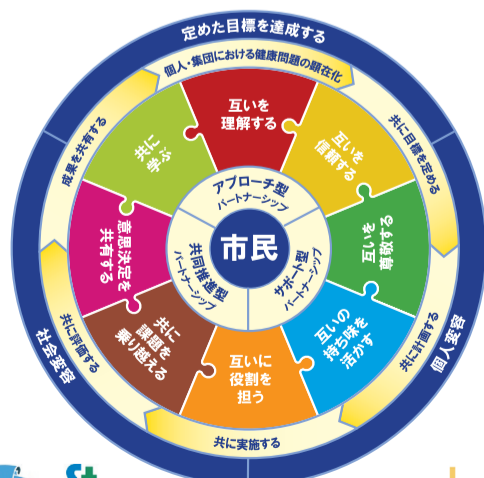 定めた目標を達成する
個人・集団における健康問題の顕在化
共に目標を定める
共に計画する
共に実施する
共に評価する
成果を共有する
個人変容
社会変容
互いを
理解する
互いを
信頼する
互いを
尊敬する
互いの
持ち味を
活かす
互いに
役割を
担う
共に
課題を
乗り越える
意思決定を
共有する
共に
学ぶ
アプローチ型
パートナーシップ
サポート型
パートナーシップ
共同推進型
パートナーシップ
市民